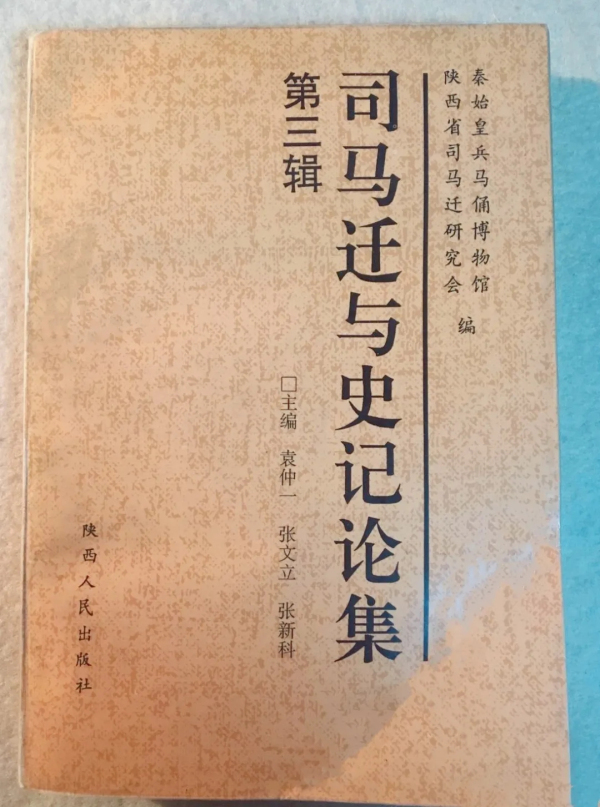 秦始皇兵马俑博物馆
陕西省司马迁研究会
编
司马迁与史记论集
第三辑
□主编 袁仲一 张文立 张新科
陕西人民出版社